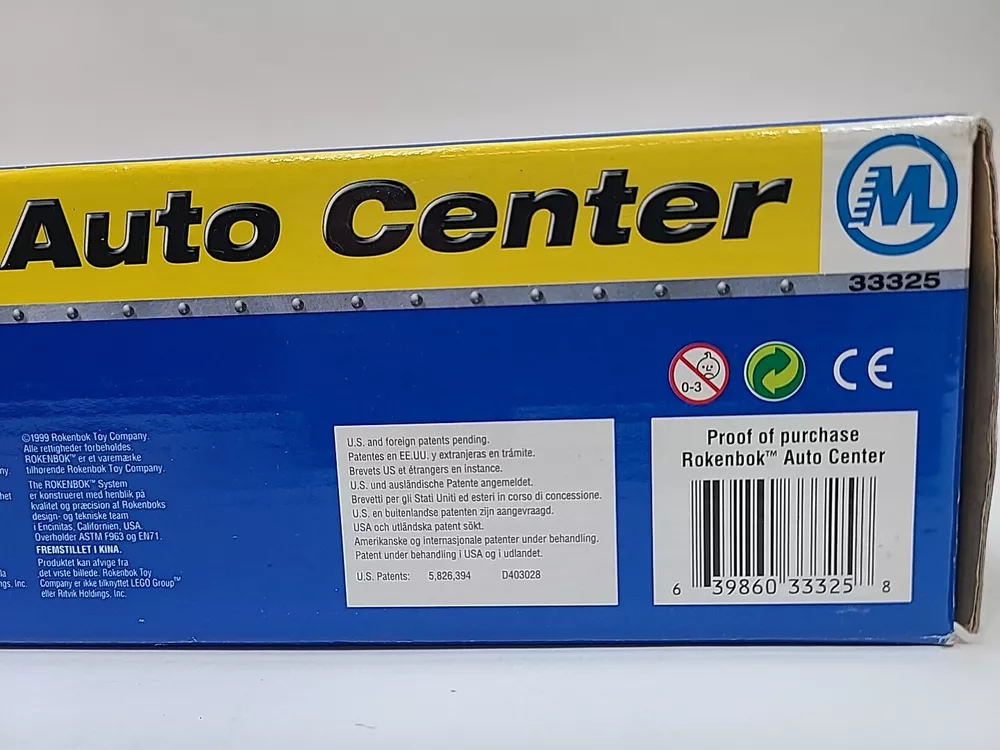 Auto Center
M
33325
0-3
CE
©1999 Rokenbok Toy Company.
Alle rettigheder forbeholdes.
ROKENBOK™ er et varemærke
tilhørende Rokenbok Toy Company.
The ROKENBOK™ System
er konstrueret med henblik på
kvalitet og præcision af Rokenboks
design- og tekniske team
i Encinitas, Californien, USA.
Overholder ASTM F963 og EN71.
FREMSTILLET I KINA.
Produktet kan afvige fra
det viste billede. Rokenbok Toy
Company er ikke tilknyttet LEGO Group™
eller Ritvik Holdings, Inc.
ny.
het
la
ngs. Inc.
U.S. and foreign patents pending.
Patentes en EE.UU. y extranjeras en trámite.
Brevets US et étrangers en instance.
U.S. und ausländische Patente angemeldet.
Brevetti per gli Stati Uniti ed esteri in corso di concessione.
U.S. en buitenlandse patenten zijn aangevraagd.
USA och utländska patent sökt.
Amerikanske og internasjonale patenter under behandling.
Patent under behandling i USA og i udlandet.
U.S. Patents: 5,826,394 D403028
Proof of purchase
Rokenbok™ Auto Center
6 39860 33325 8